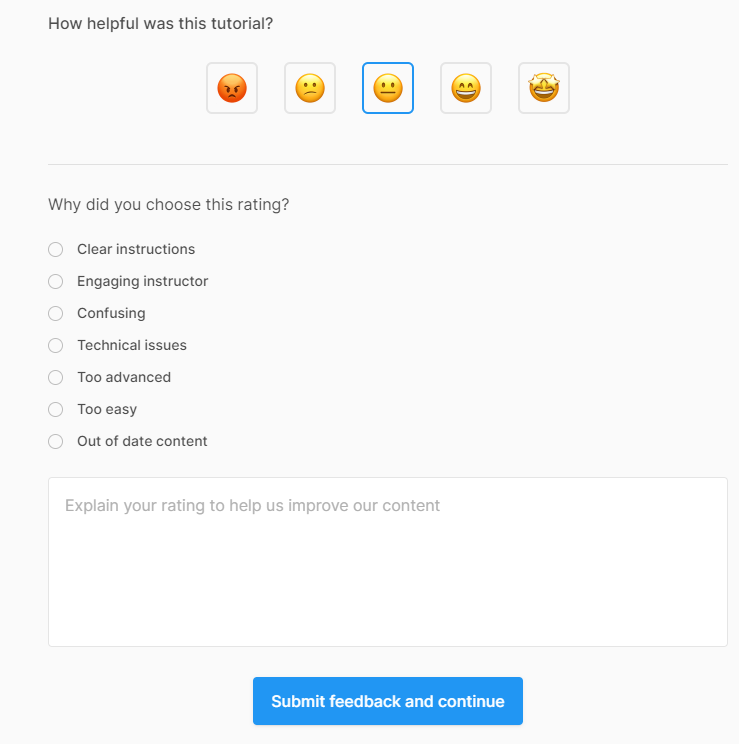 How helpful was this tutorial?
Why did you choose this rating?
Clear instructions
Engaging instructor
Confusing
Technical issues
Too advanced
Too easy
Out of date content
Explain your rating to help us improve our content
Submit feedback and continue